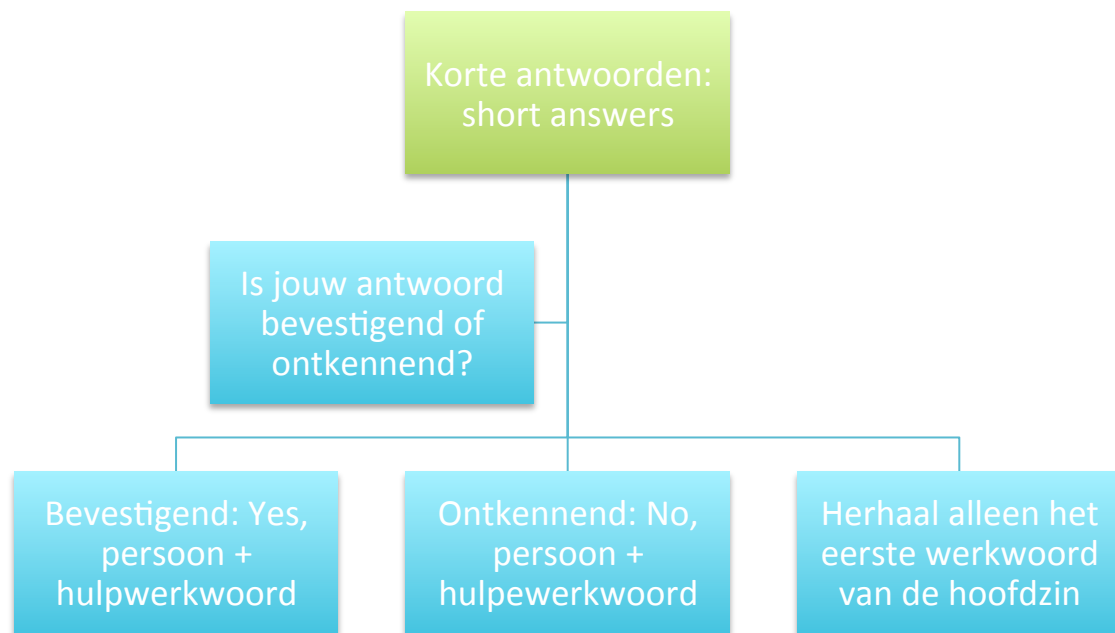 Korte antwoorden:
short answers
Is jouw antwoord
bevestigend of
ontkennend?
Bevestigend: Yes,
persoon +
hulpwerkwoord
Ontkennend: No,
persoon +
hulpewerkwoord
Herhaal alleen het
eerste werkwoord
van de hoofdzin